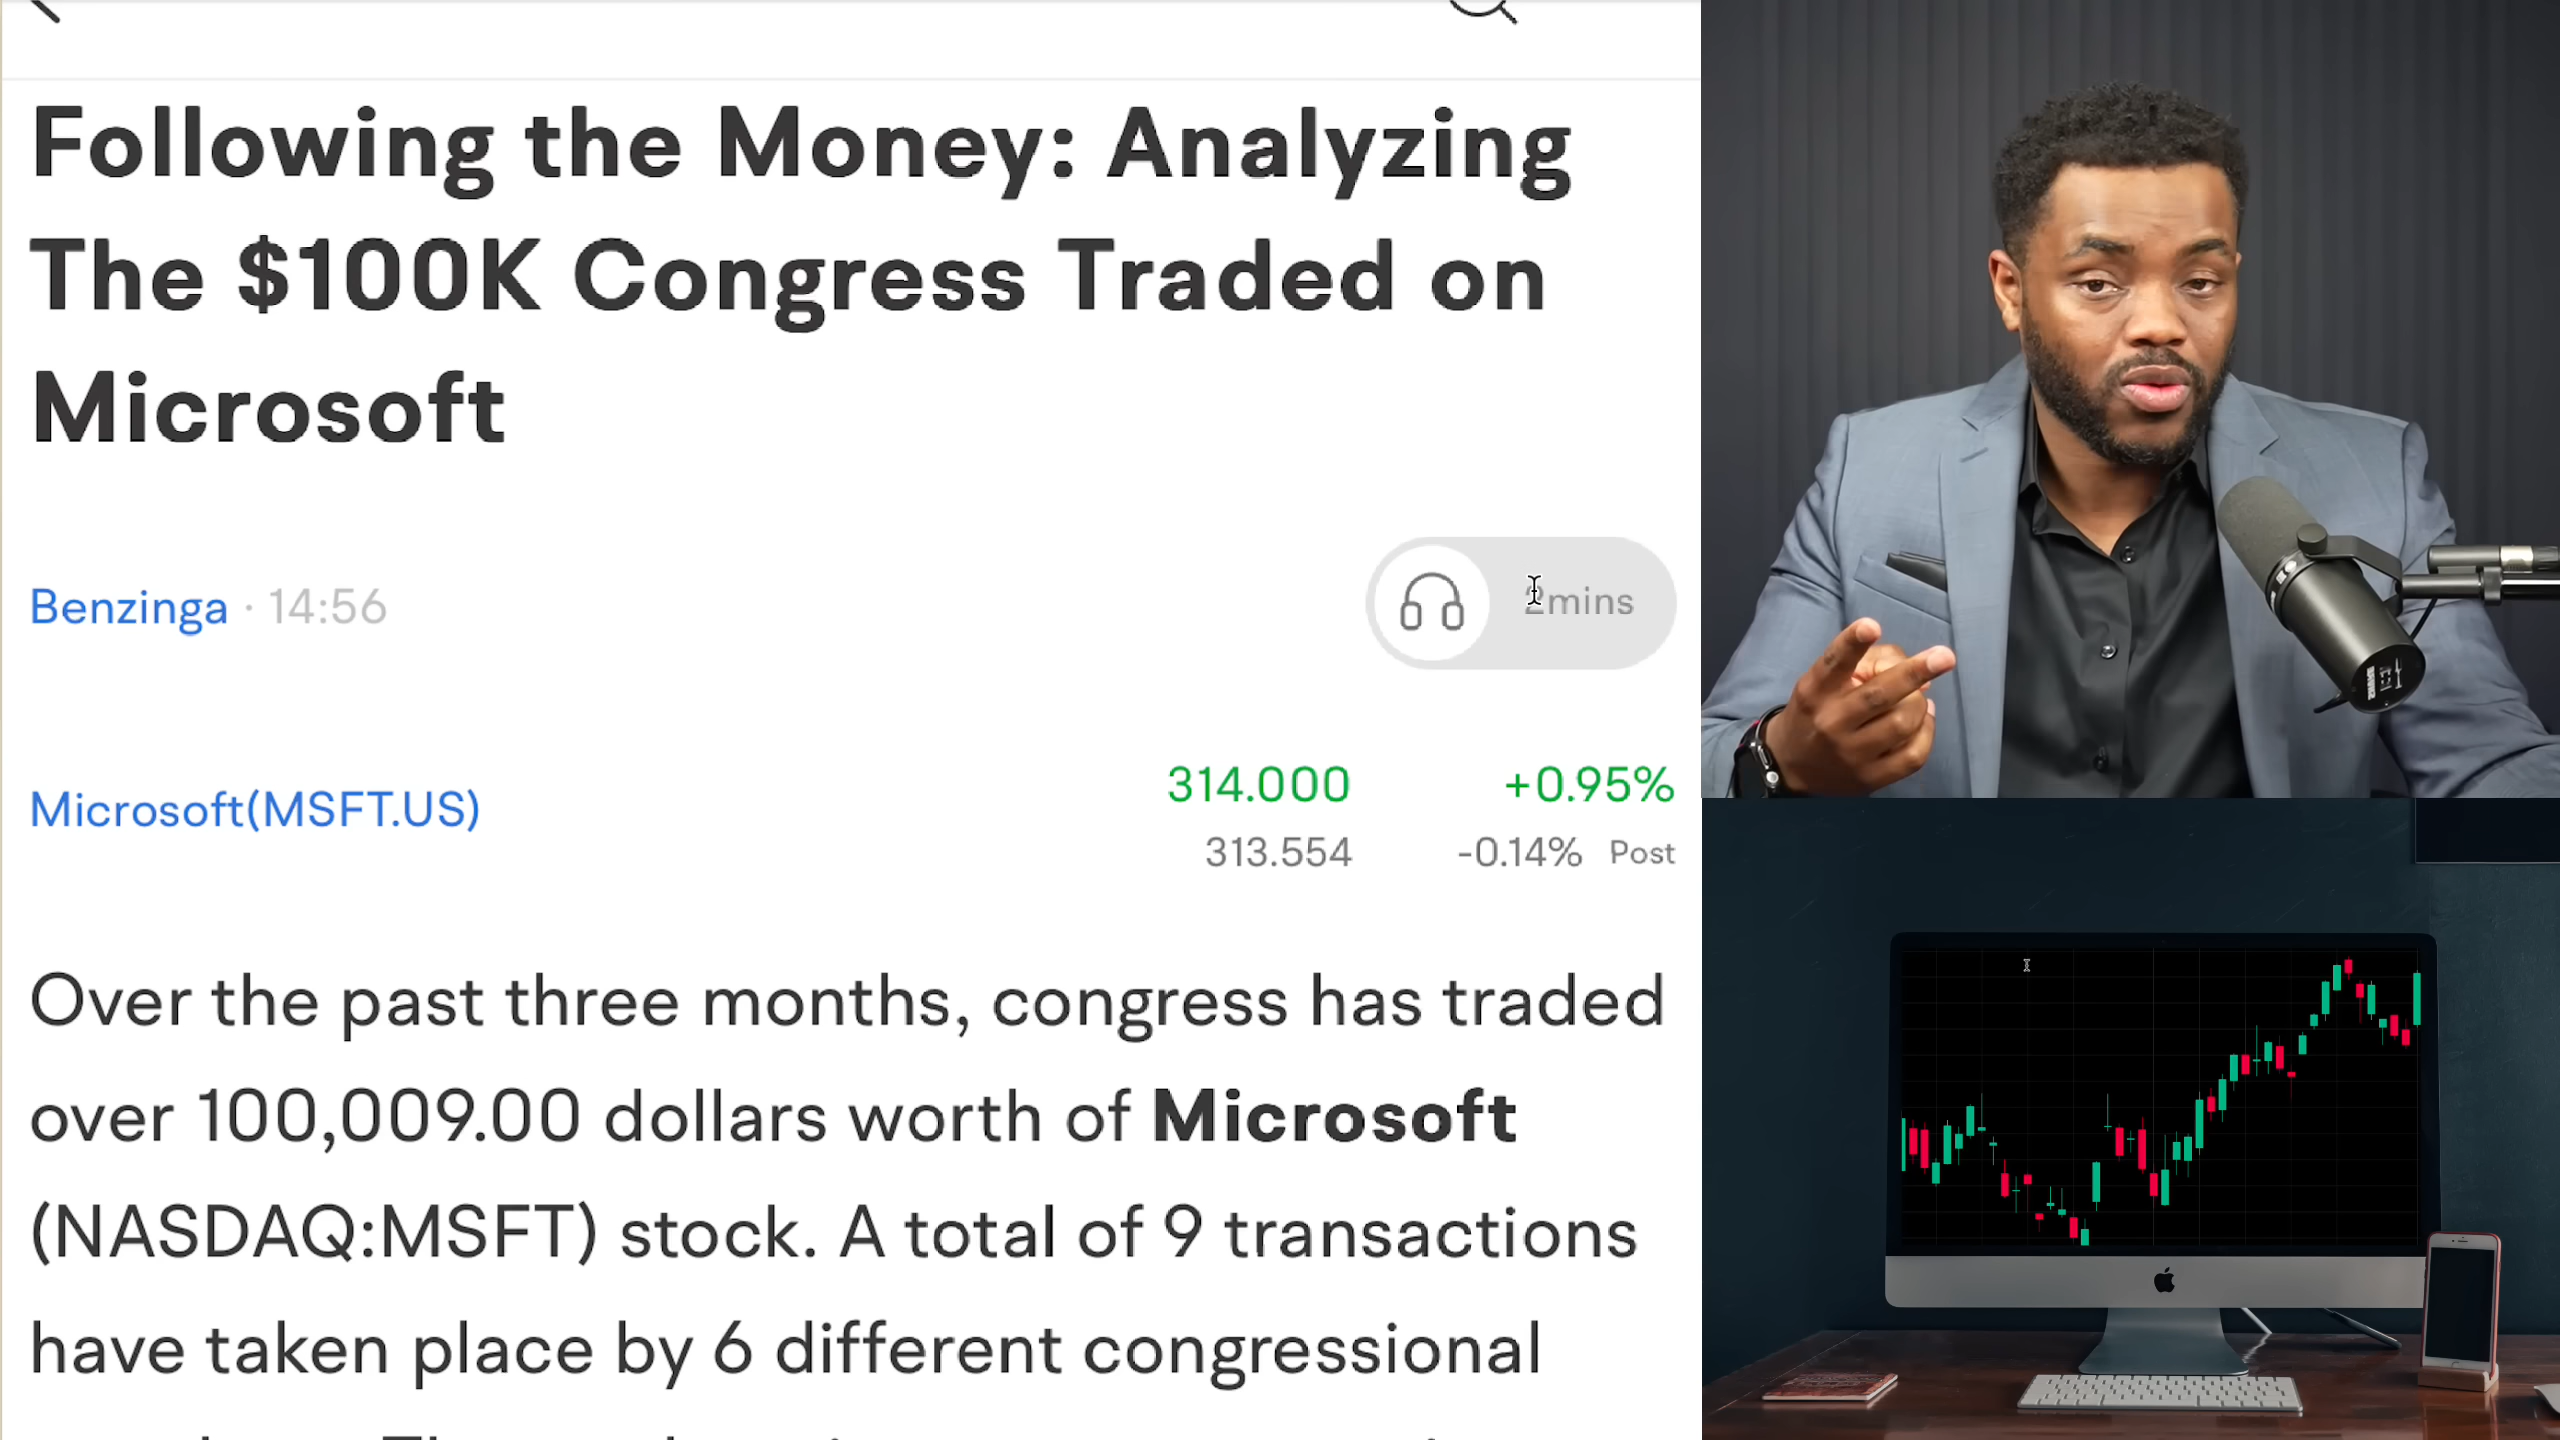 Following the Money: Analyzing
The $100K Congress Traded on
Microsoft
Benzinga · 14:56
2mins
Microsoft(MSFT.US)
314.000 +0.95%
313.554 -0.14% Post
Over the past three months, congress has traded
over 100,009.00 dollars worth of Microsoft
(NASDAQ:MSFT) stock. A total of 9 transactions
have taken place by 6 different congressional